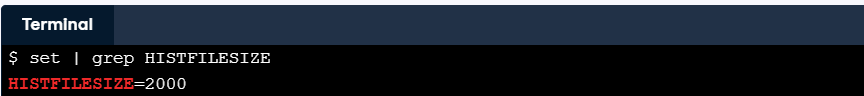 Terminal
$ set | grep HISTFILESIZE
HISTFILESIZE=2000